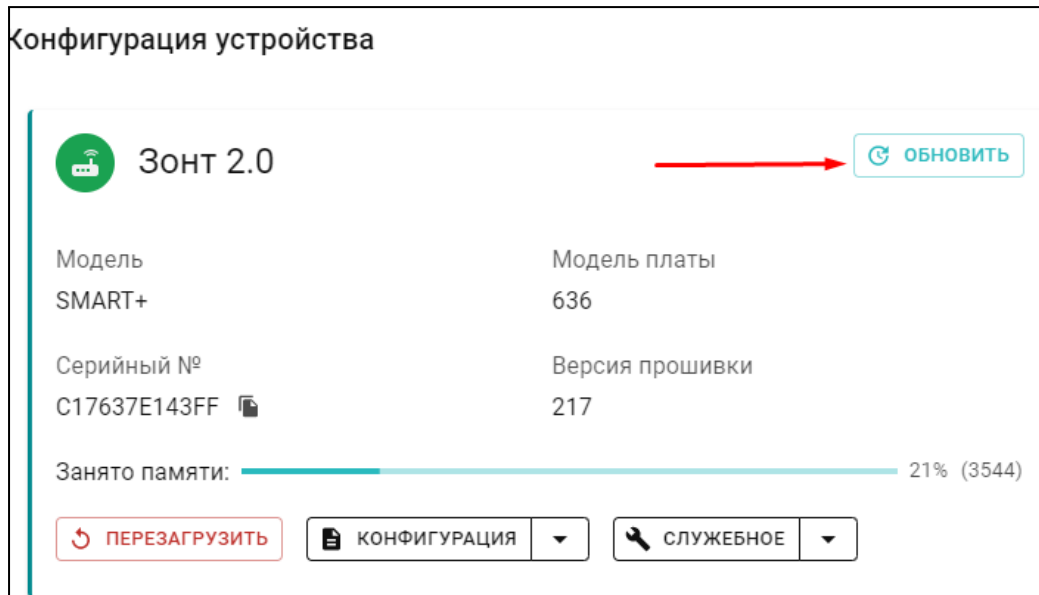 Конфигурация устройства
Зонт 2.0
ОБНОВИТЬ
Модель
Модель платы
SMART+
636
Серийный №
Версия прошивки
C17637E143FF
217
Занято памяти: 21% (3544)
ПЕРЕЗАГРУЗИТЬ КОНФИГУРАЦИЯ СЛУЖЕБНОЕ